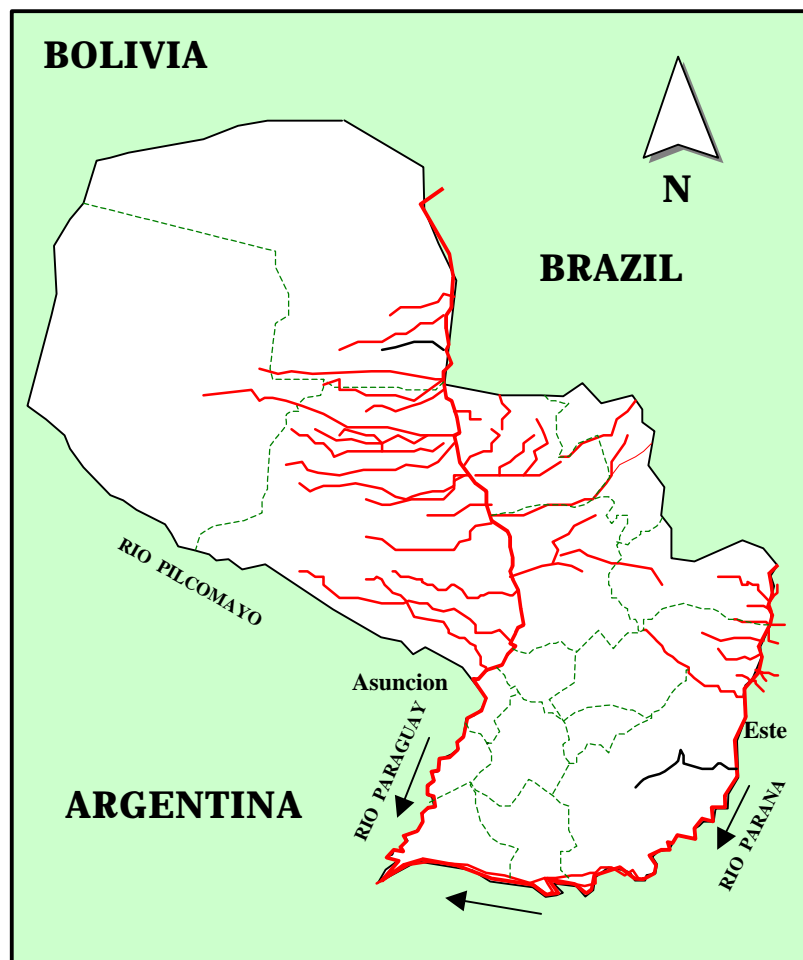 BOLIVIA
N
BRAZIL
RIO PILCOMAYO
Asuncion
Este
RIO PARAGUAY
ARGENTINA
RIO PARANA